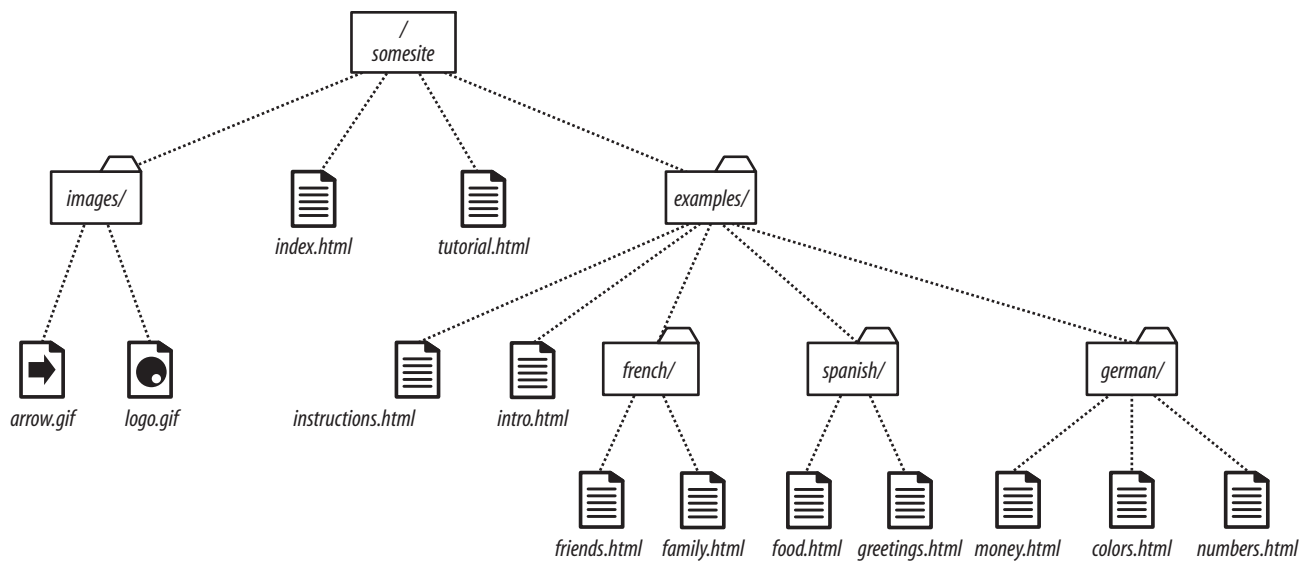 /
somesite
images/
examples/
index.html
tutorial.html
french/
spanish/
german/
arrow.gif
logo.gif
instructions.html
intro.html
friends.html
family.html
food.html
greetings.html
money.html
colors.html
numbers.html